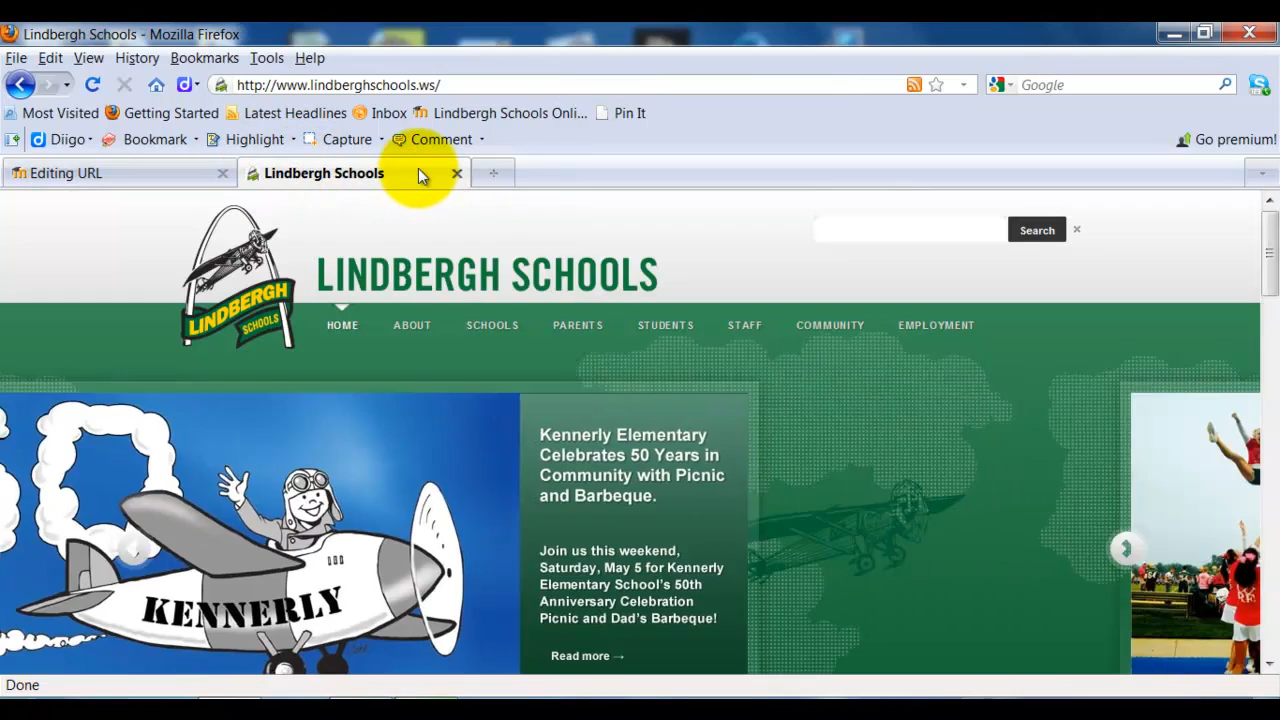 Lindbergh Schools - Mozilla Firefox
File Edit View History Bookmarks Tools Help
http://www.lindberghschools.ws/ Google
Most Visited Getting Started Latest Headlines Inbox Lindbergh Schools Onli... Pin It
Diigo Bookmark Highlight Capture Comment Go premium!
Editing URL Lindbergh Schools
Search
LINDBERGH SCHOOLS
LINDBERGH
SCHOOLS
HOME ABOUT SCHOOLS PARENTS STUDENTS STAFF COMMUNITY EMPLOYMENT
Kennerly Elementary
Celebrates 50 Years in
Community with Picnic
and Barbeque.
Join us this weekend,
Saturday, May 5 for Kennerly
Elementary School's 50th
Anniversary Celebration
Picnic and Dad's Barbeque!
Read more →
KENNERLY
Done